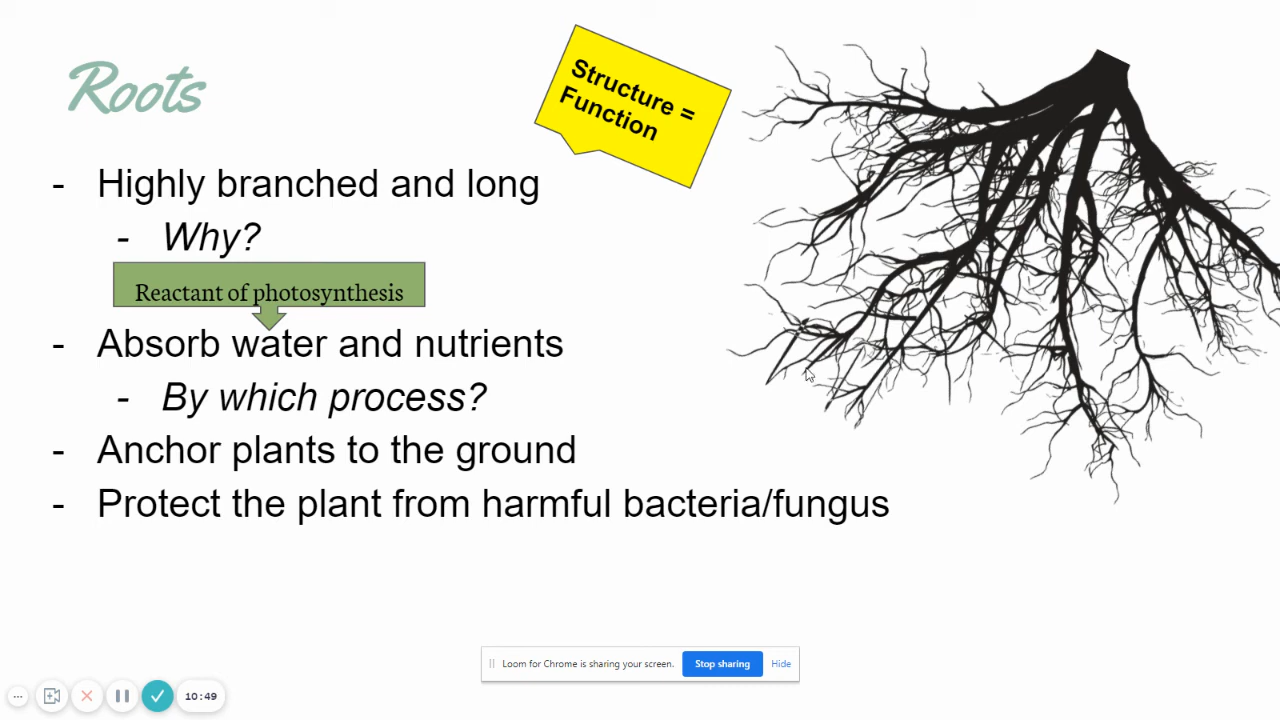 Roots
Structure =
Function
- Highly branched and long
- Why?
Reactant of photosynthesis
- Absorb water and nutrients
- By which process?
- Anchor plants to the ground
- Protect the plant from harmful bacteria/fungus
Loom for Chrome is sharing your screen. Stop sharing Hide
10:49